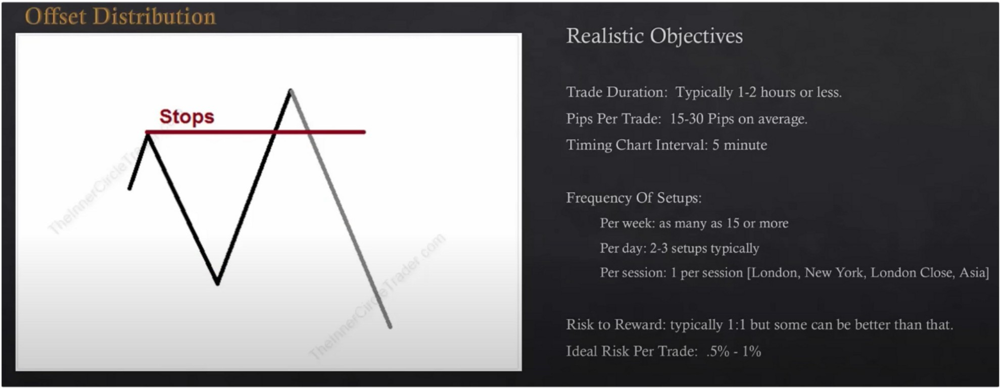 Offset Distribution
Stops
TheInnerCircleTra
TheInnerCircleTrader.com
Realistic Objectives
Trade Duration: Typically 1-2 hours or less.
Pips Per Trade: 15-30 Pips on average.
Timing Chart Interval: 5 minute
Frequency Of Setups:
Per week: as many as 15 or more
Per day: 2-3 setups typically
Per session: 1 per session [London, New York, London Close, Asia]
Risk to Reward: typically 1:1 but some can be better than that.
Ideal Risk Per Trade: .5% - 1%